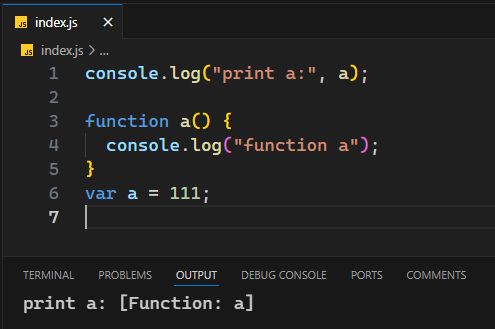 JS index.js ×
JS index.js > ...
1 console.log("print a:", a);
2
3 function a() {
4   console.log("function a");
5 }
6 var a = 111;
7
TERMINAL PROBLEMS OUTPUT DEBUG CONSOLE PORTS COMMENTS
print a: [Function: a]